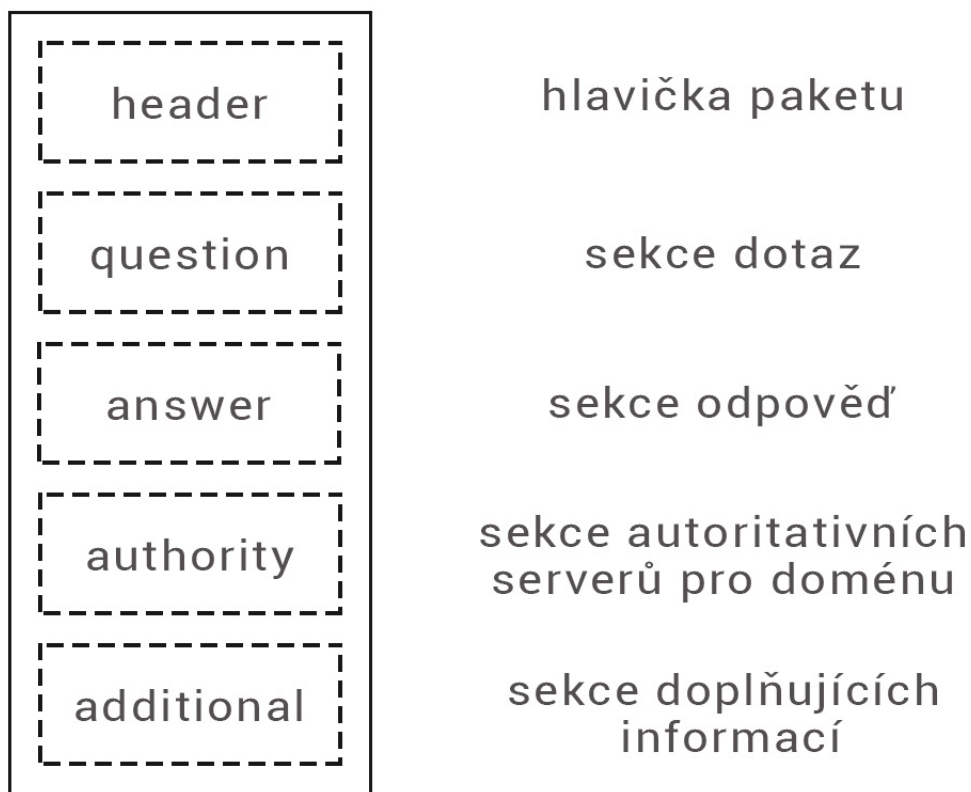 header
hlavička paketu
question
sekce dotaz
answer
sekce odpověď
authority
sekce autoritativních
serverů pro doménu
additional
sekce doplňujících
informací